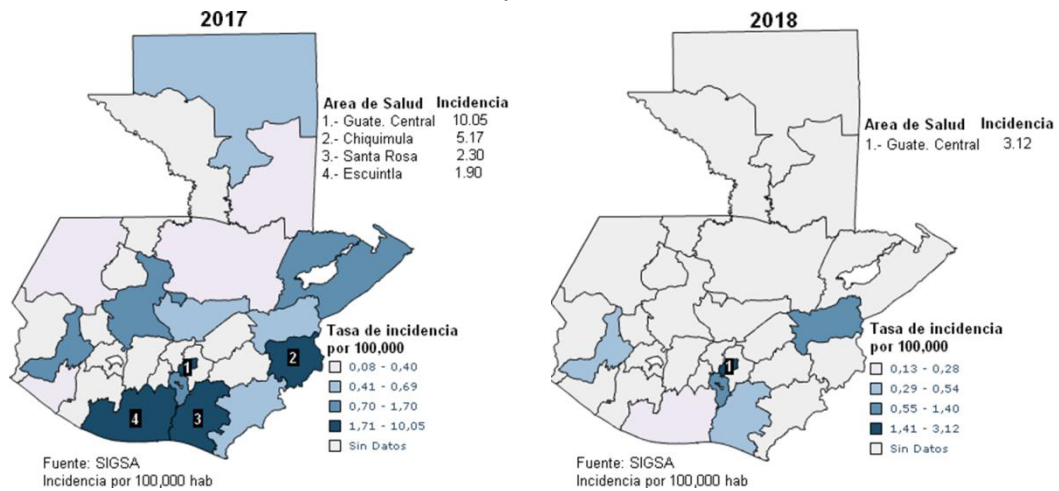 2017
Area de Salud Incidencia
1.- Guate. Central 10.05
2.- Chiquimula 5.17
3.- Santa Rosa 2.30
4.- Escuintla 1.90
1
2
3
4
Tasa de incidencia
por 100,000
0,08 - 0,40
0,41 - 0,69
0,70 - 1,70
1,71 - 10,05
Sin Datos
Fuente: SIGSA
Incidencia por 100,000 hab
2018
Area de Salud Incidencia
1.- Guate. Central 3.12
1
Tasa de incidencia
por 100,000
0,13 - 0,28
0,29 - 0,54
0,55 - 1,40
1,41 - 3,12
Sin Datos
Fuente: SIGSA
Incidencia por 100,000 hab